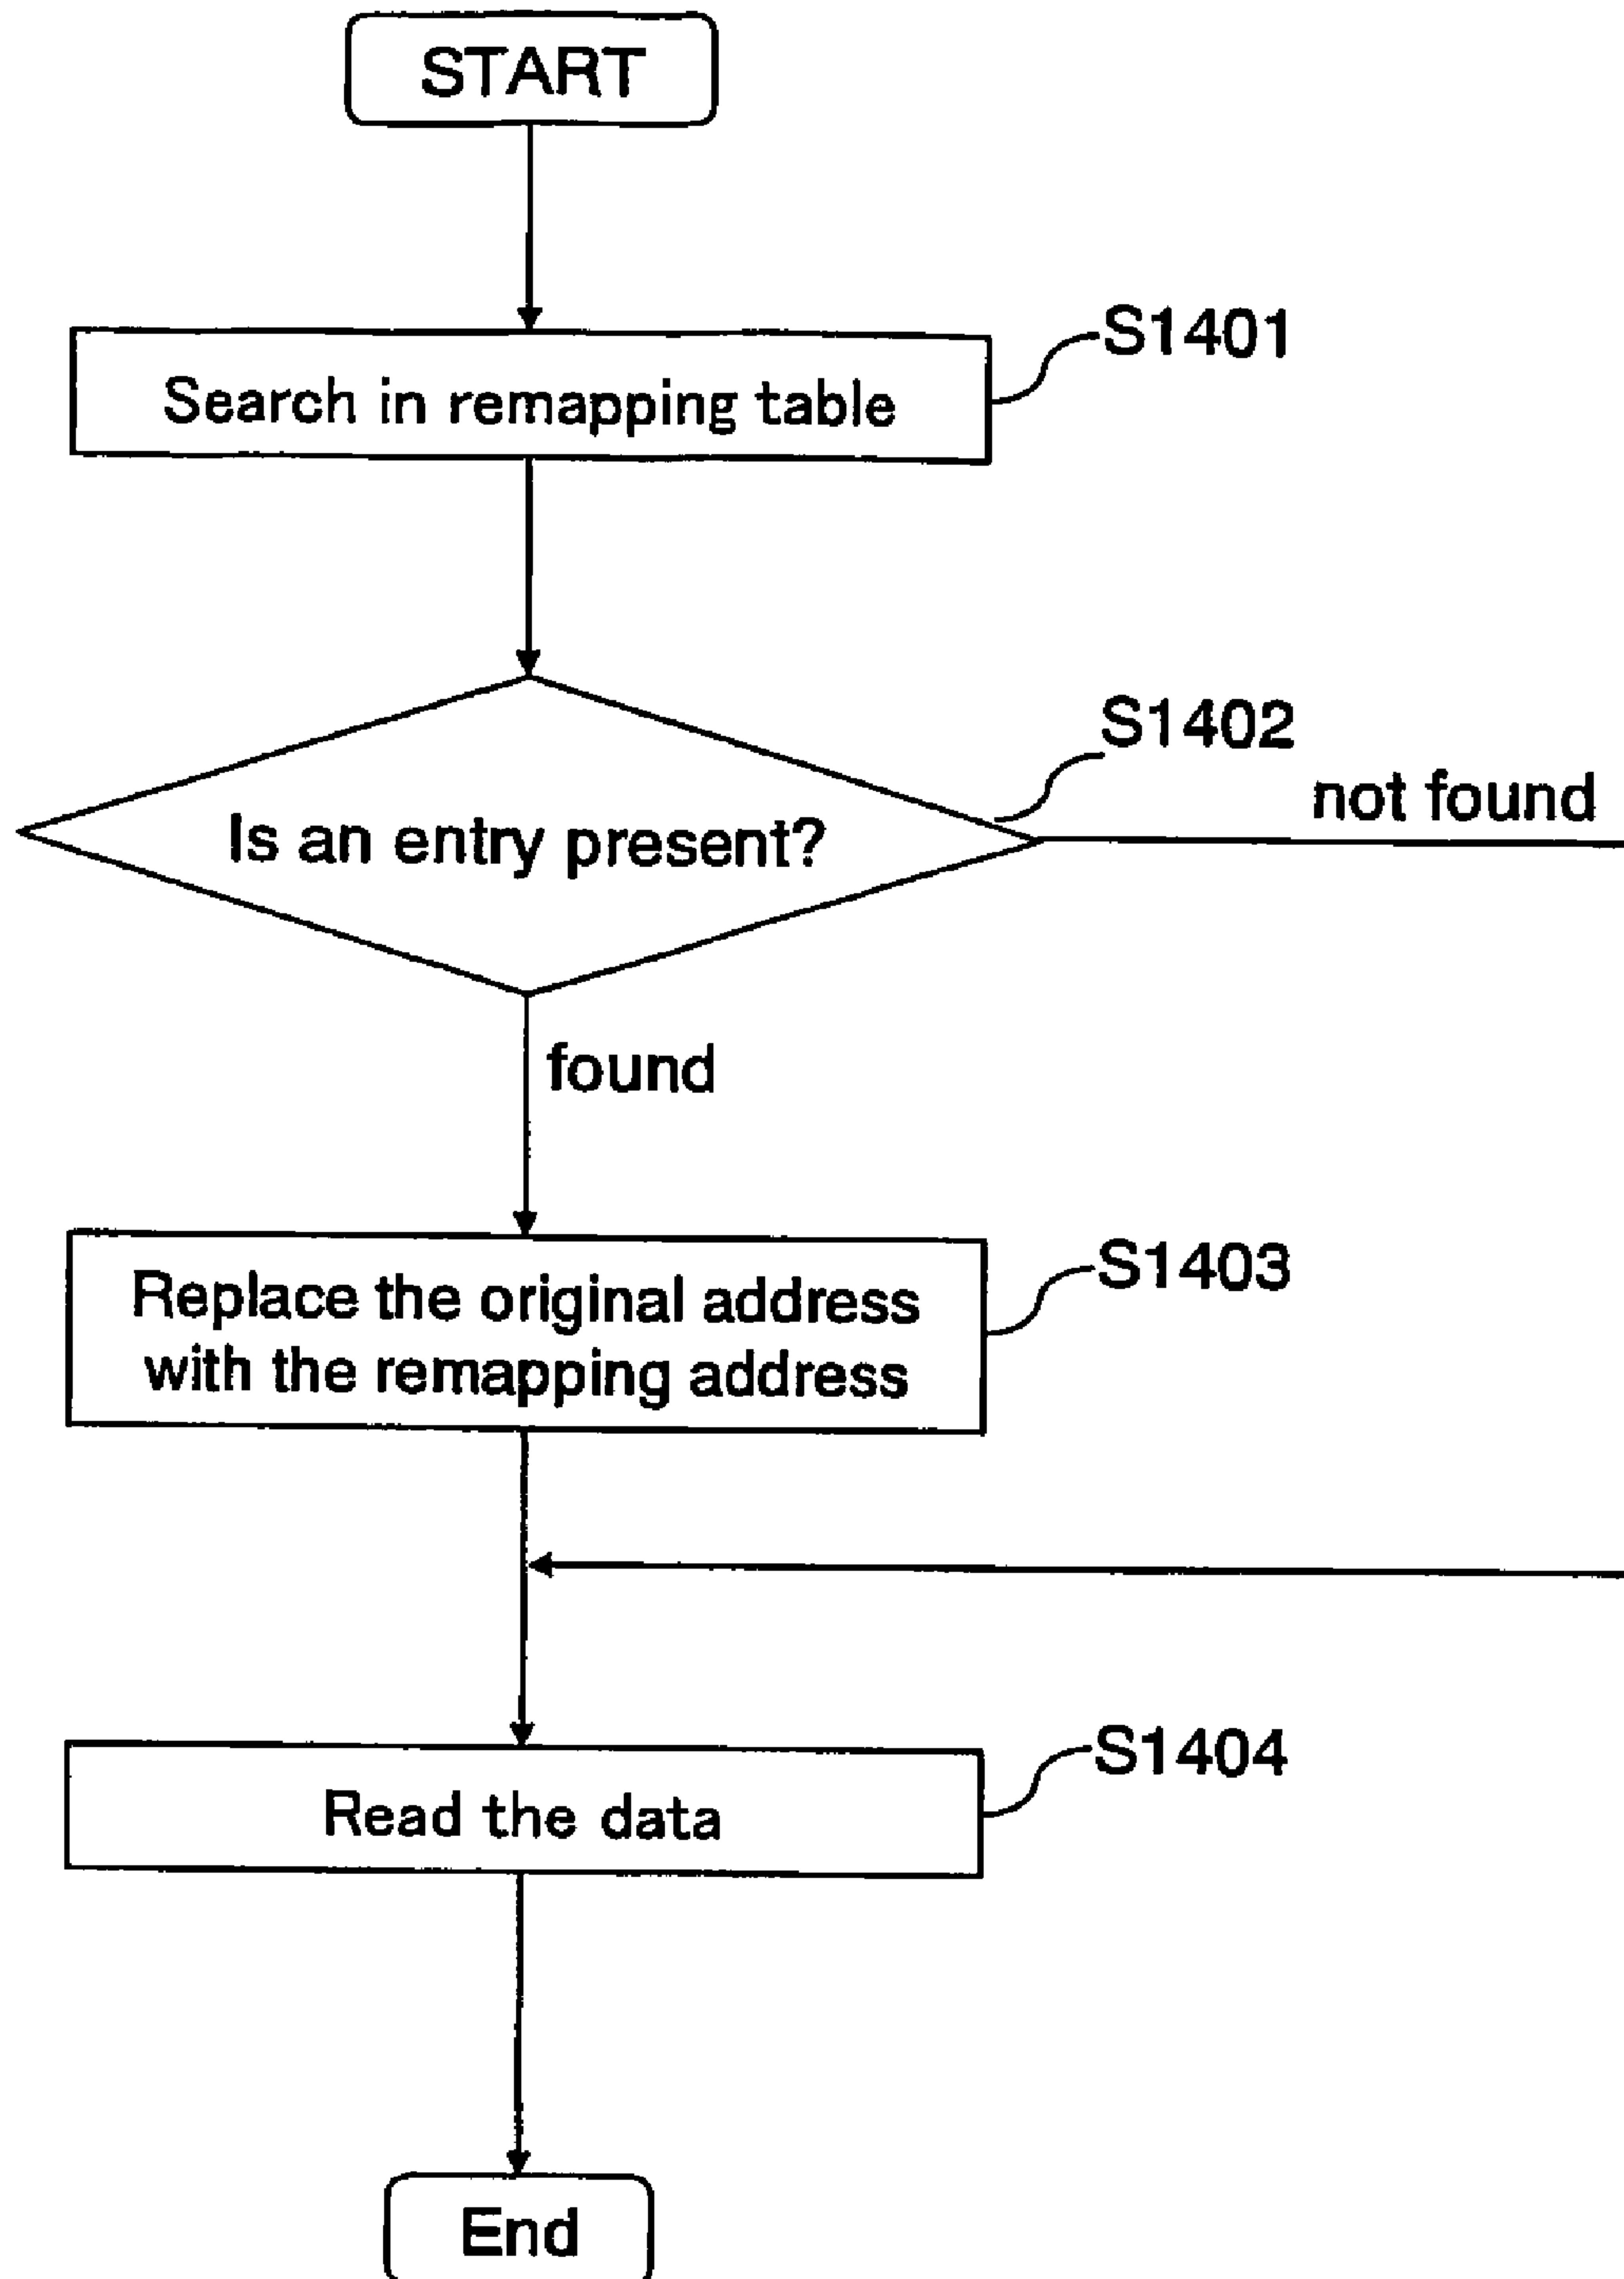 START
S1401
Search in remapping table
S1402
not found
Is an entry present?
found
S1403
Replace the original address
with the remapping address
S1404
Read the data
End